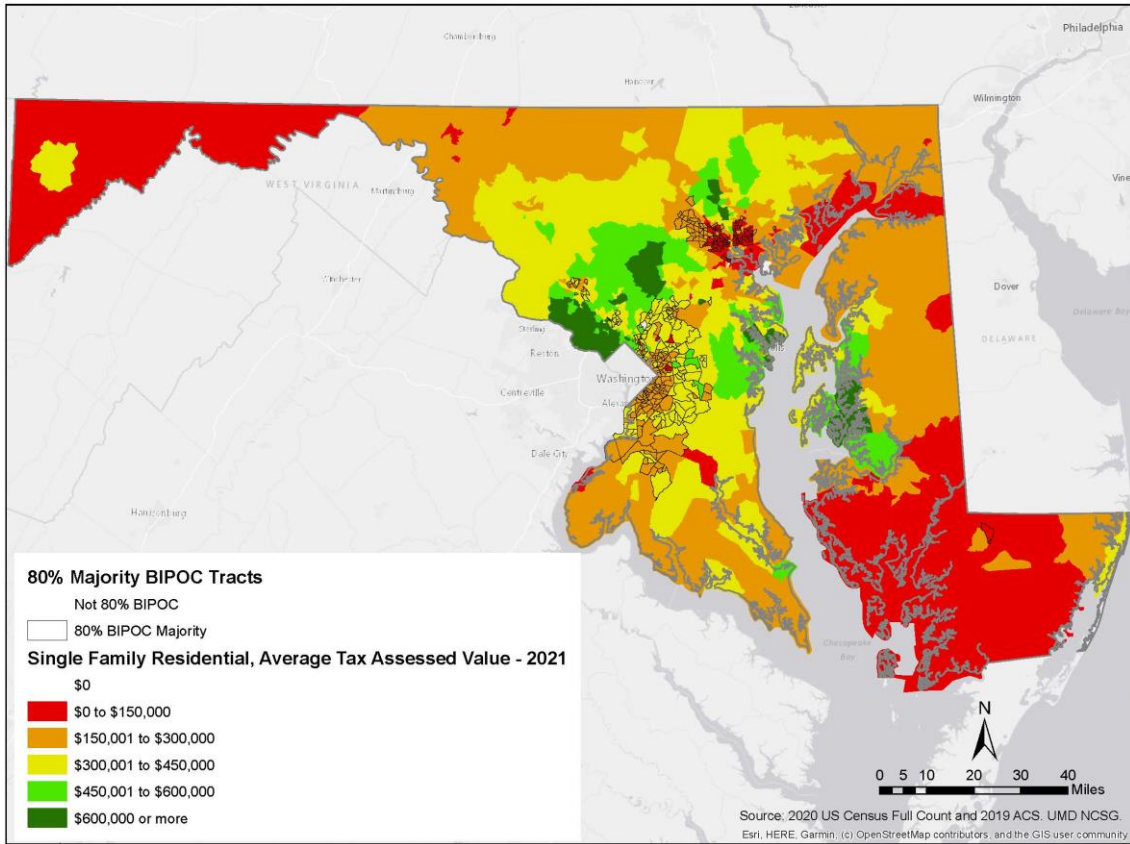 Chambersburg
Philadelphia
Hanover
Wilmington
WEST VIRGINIA
Martinsburg
Vine
Winchester
Dover
Delaware Bay
DELAWARE
Sterling
Reston
Washington
Centreville
Dale City
Harrisonburg
Chesapeake
Bay
80% Majority BIPOC Tracts
Not 80% BIPOC
80% BIPOC Majority
Single Family Residential, Average Tax Assessed Value - 2021
$0
$0 to $150,000
$150,001 to $300,000
$300,001 to $450,000
$450,001 to $600,000
$600,000 or more
N
0 5 10 20 30 40
Miles
Source: 2020 US Census Full Count and 2019 ACS. UMD NCSG.
Esri, HERE, Garmin, (c) OpenStreetMap contributors, and the GIS user community